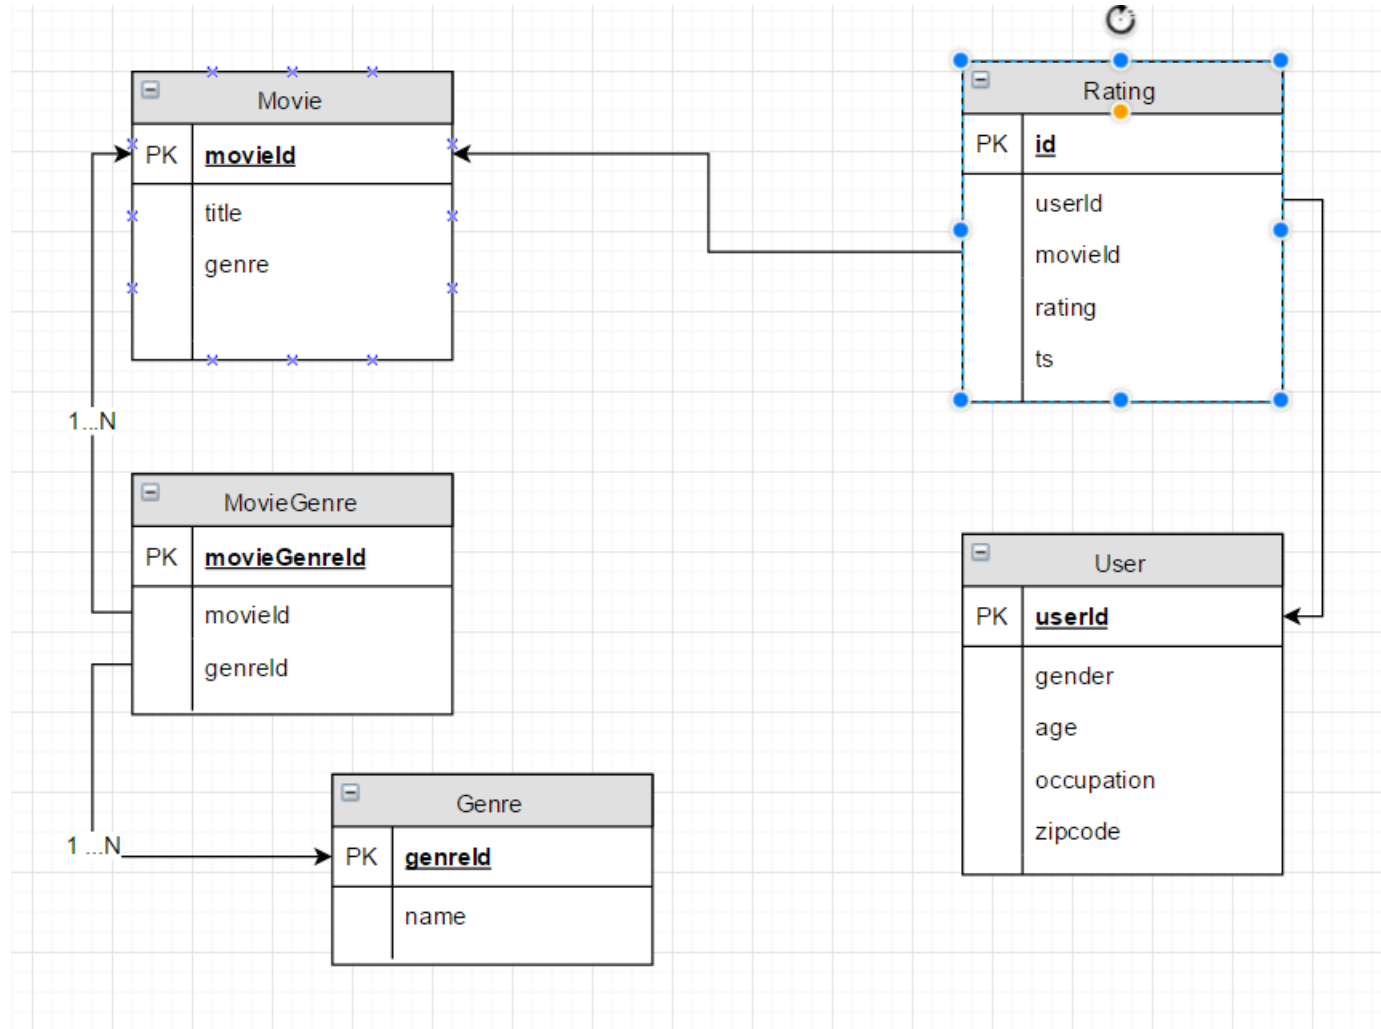 Movie
PK movieId
title
genre
1...N
MovieGenre
PK movieGenreId
movieId
genreId
1 ...N
Genre
PK genreId
name
Rating
PK id
userId
movieId
rating
ts
User
PK userId
gender
age
occupation
zipcode